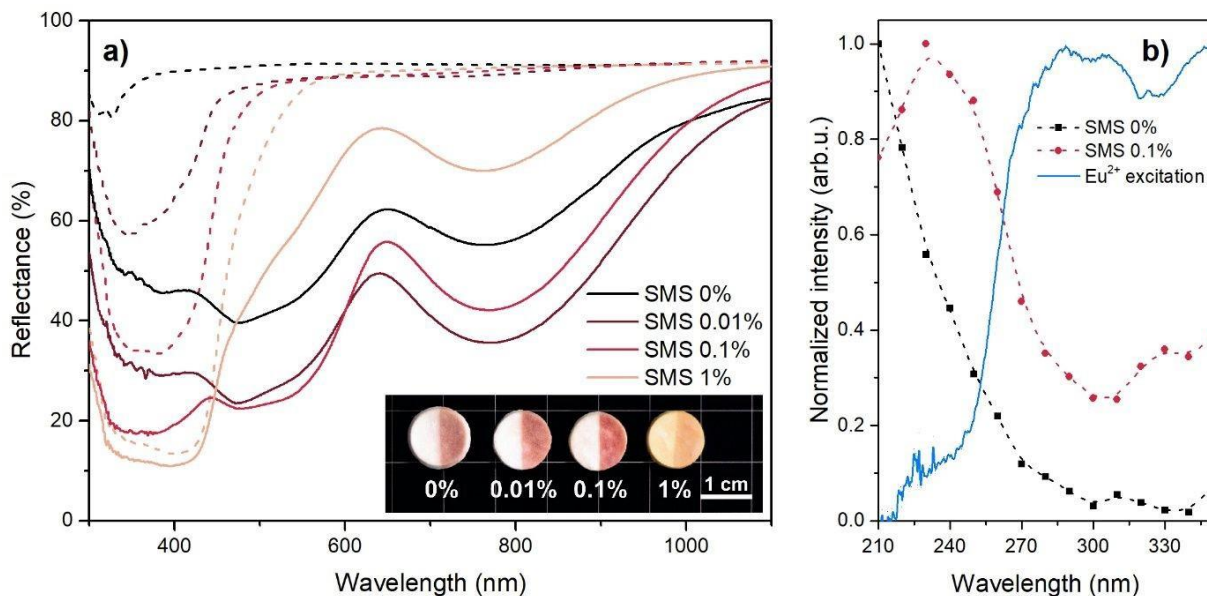 a)
100
80
60
40
20
0
Reflectance (%)
400
600
800
1000
Wavelength (nm)
SMS 0%
SMS 0.01%
SMS 0.1%
SMS 1%
0% 0.01% 0.1% 1% 1 cm
b)
1.0
0.8
0.6
0.4
0.2
0.0
Normalized intensity (arb.u.)
SMS 0%
SMS 0.1%
Eu²⁺ excitation
210 240 270 300 330
Wavelength (nm)